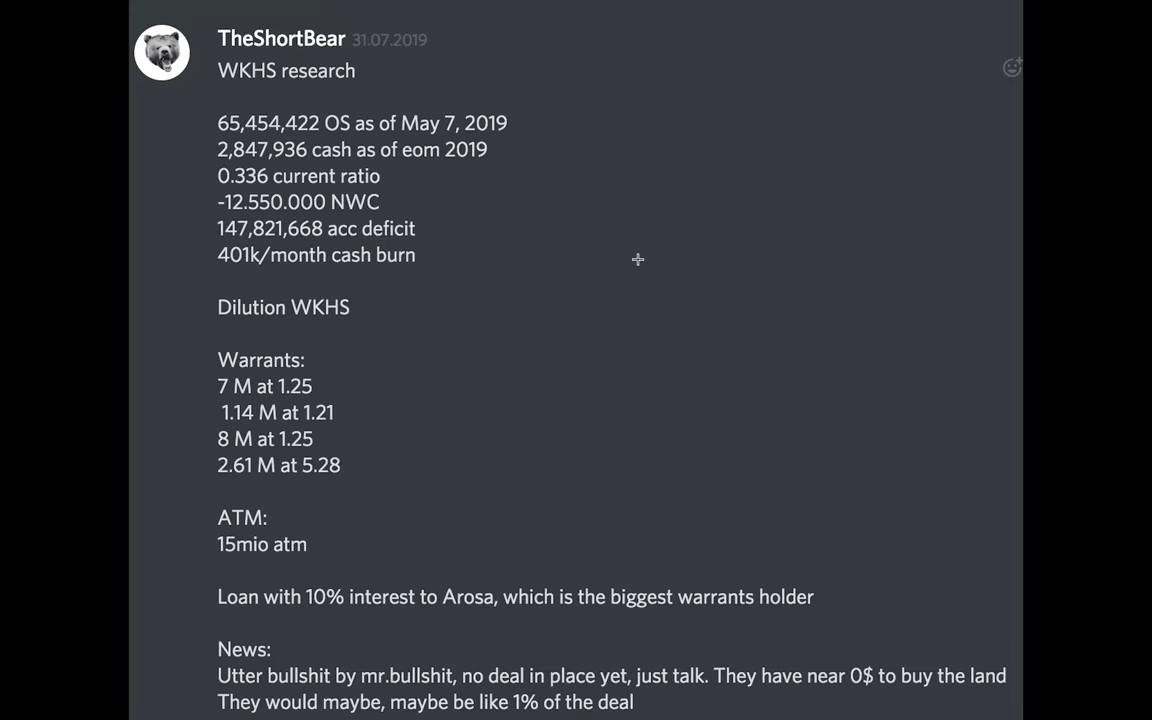 TheShortBear 31.07.2019
WKHS research
65,454,422 OS as of May 7, 2019
2,847,936 cash as of eom 2019
0.336 current ratio
-12.550.000 NWC
147,821,668 acc deficit
401k/month cash burn
Dilution WKHS
Warrants:
7 M at 1.25
1.14 M at 1.21
8 M at 1.25
2.61 M at 5.28
ATM:
15mio atm
Loan with 10% interest to Arosa, which is the biggest warrants holder
News:
Utter bullshit by mr.bullshit, no deal in place yet, just talk. They have near 0$ to buy the land
They would maybe, maybe be like 1% of the deal